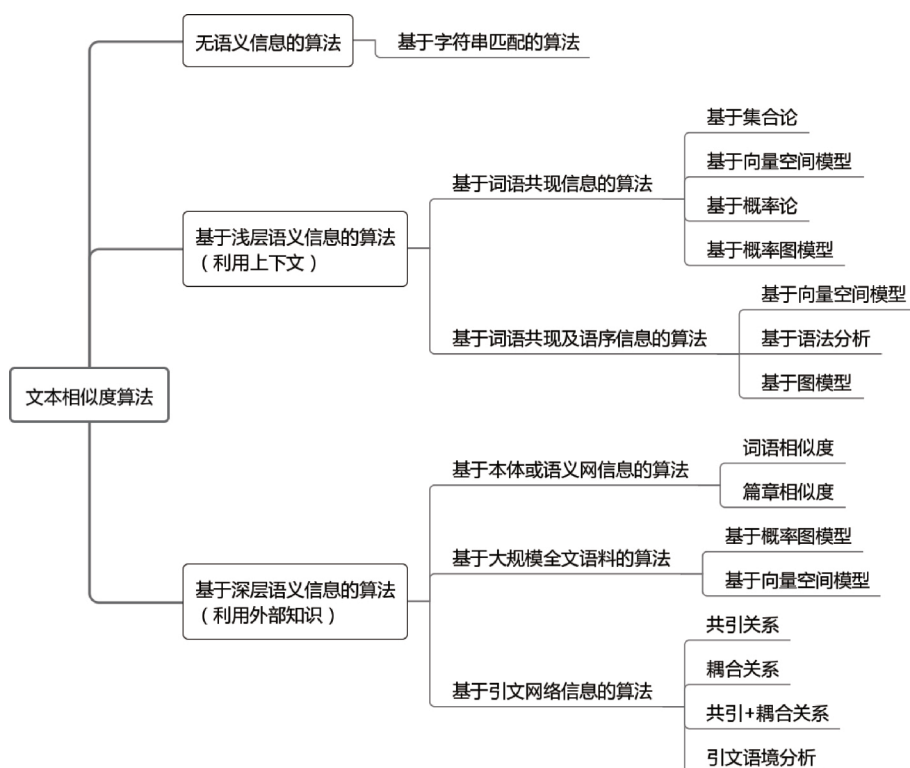 无语义信息的算法
基于字符串匹配的算法
基于集合论
基于向量空间模型
基于词语共现信息的算法
基于概率论
基于概率图模型
基于浅层语义信息的算法
（利用上下文）
基于向量空间模型
基于词语共现及语序信息的算法
基于语法分析
基于图模型
文本相似度算法
词语相似度
基于本体或语义网信息的算法
篇章相似度
基于概率图模型
基于大规模全文语料的算法
基于向量空间模型
基于深层语义信息的算法
（利用外部知识）
共引关系
耦合关系
基于引文网络信息的算法
共引+耦合关系
引文语境分析